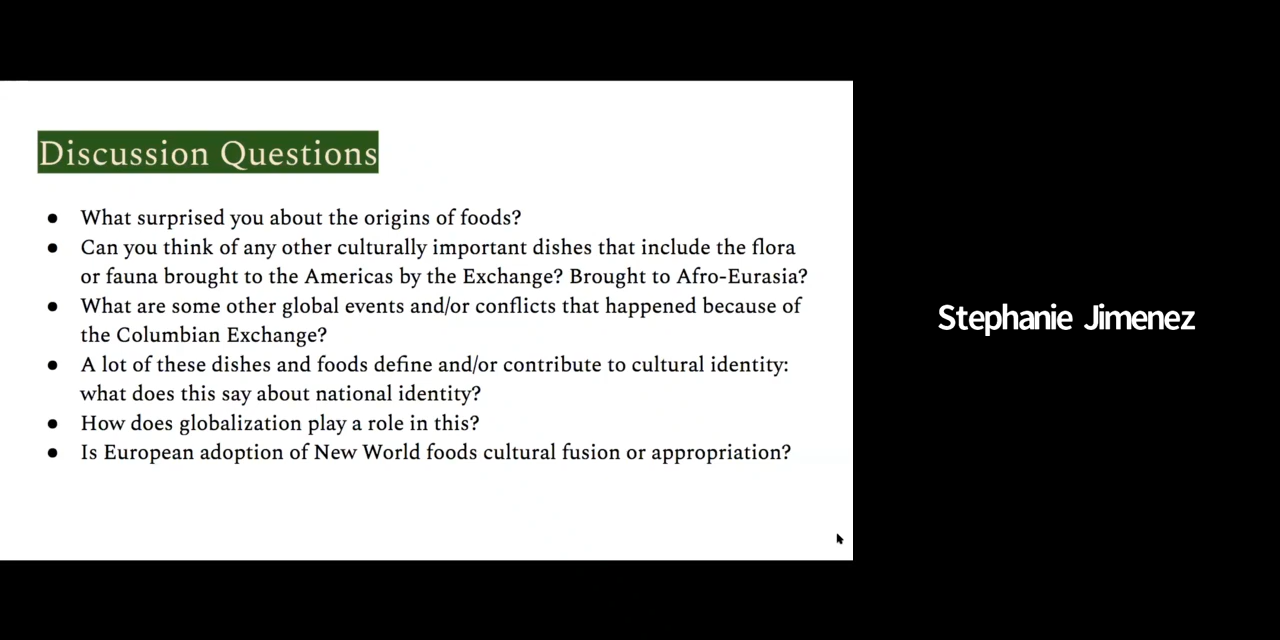 Discussion Questions
● What surprised you about the origins of foods?
● Can you think of any other culturally important dishes that include the flora
or fauna brought to the Americas by the Exchange? Brought to Afro-Eurasia?
● What are some other global events and/or conflicts that happened because of
the Columbian Exchange?
● A lot of these dishes and foods define and/or contribute to cultural identity:
what does this say about national identity?
● How does globalization play a role in this?
● Is European adoption of New World foods cultural fusion or appropriation?
Stephanie Jimenez